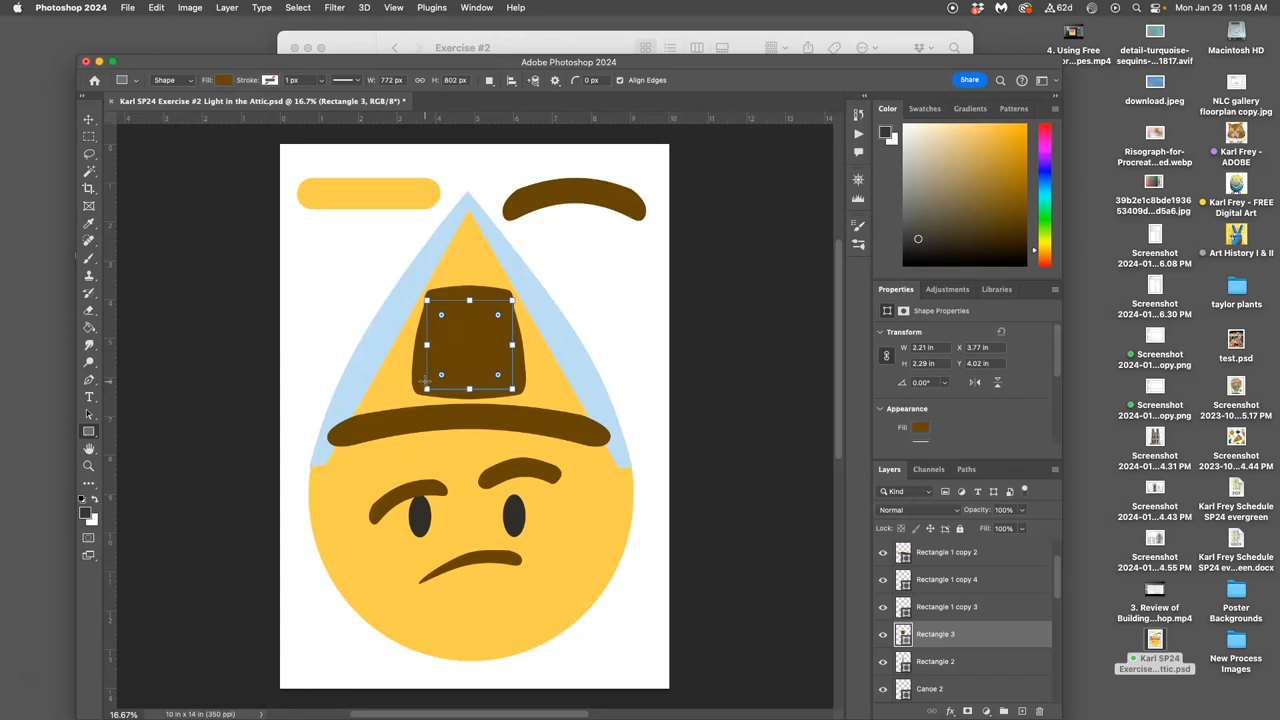 Photoshop 2024 File Edit Image Layer Type Select Filter 3D View Plugins Window Help
62d
Mon Jan 29 11:08 AM
Exercise #2
Adobe Photoshop 2024
Shape
Fill:
Stroke:
1 px
W: 772 px
H: 802 px
0 px
Align Edges
Share
Karl SP24 Exercise #2 Light in the Attic.psd @ 16.7% (Rectangle 3, RGB/8*) *
Color Swatches Gradients Patterns
Properties Adjustments Libraries
Shape Properties
Transform
W 2.21 in X 3.77 in
H 2.29 in Y 4.02 in
0.00°
Appearance
Fill
Layers Channels Paths
Kind
Normal
Opacity: 100%
Lock:
Fill: 100%
Rectangle 1 copy 2
Rectangle 1 copy 4
Rectangle 1 copy 3
Rectangle 3
Rectangle 2
Canoe 2
16.67%
10 in x 14 in (350 ppi)
4. Using Free
...pes.mp4
detail-turquoise-
sequins-...1817.avif
Macintosh HD
download.jpeg
NLC gallery
floorplan copy.jpg
Risograph-for-
Procreat...ed.webp
Karl Frey -
ADOBE
39b2e1c8bde36
53409d...d5a6.jpg
Karl Frey - FREE
Digital Art
Screenshot
2024-01...6.08 PM
Art History I & II
Screenshot
2024-01...6.30 PM
taylor plants
Screenshot
2024-01...opy.png
test.psd
Screenshot
2024-01...opy.png
Screenshot
2023-10...5.17 PM
Screenshot
2024-01...4.31 PM
Screenshot
2023-10...4.44 PM
Screenshot
2024-01...4.43 PM
Karl Frey Schedule
SP24 evergreen
Screenshot
2024-01...4.55 PM
Karl Frey Schedule
SP24 ev...een.docx
3. Review of
Building...hop.mp4
Poster
Backgrounds
Karl SP24
Exercise...ttic.psd
New Process
Images